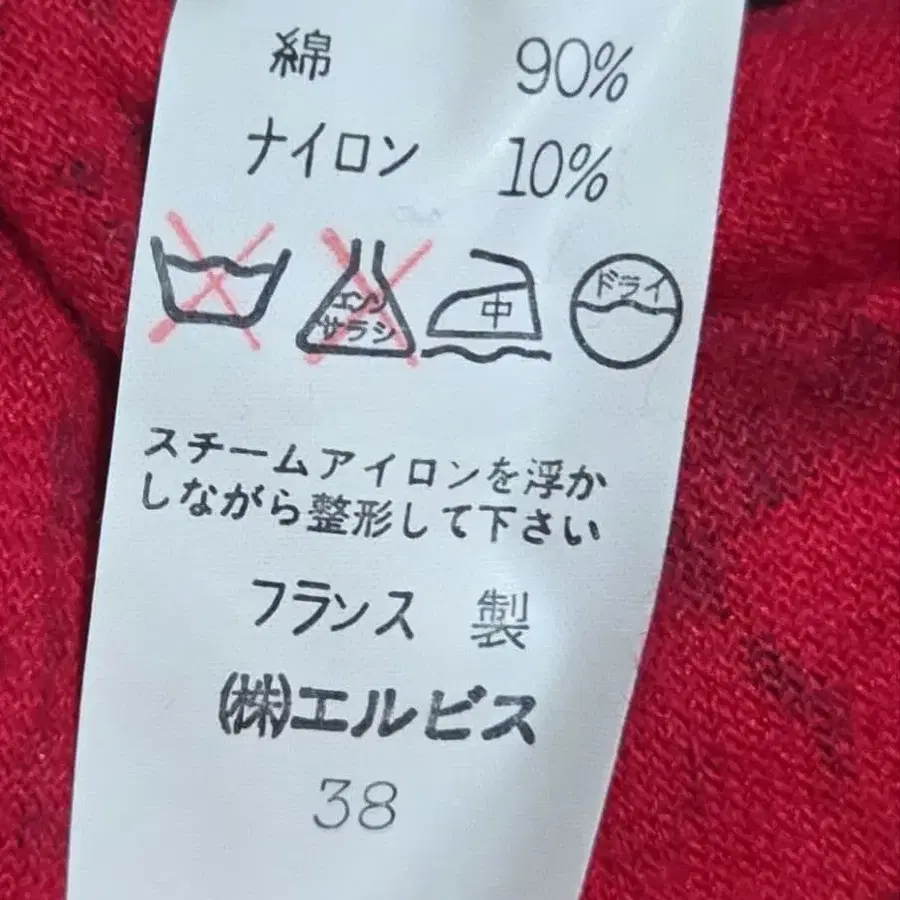 綿 90%
ナイロン 10%
エンソ
サラシ
中
ドライ
スチームアイロンを浮か
しながら整形して下さい
フランス 製
(株)エルビス
38